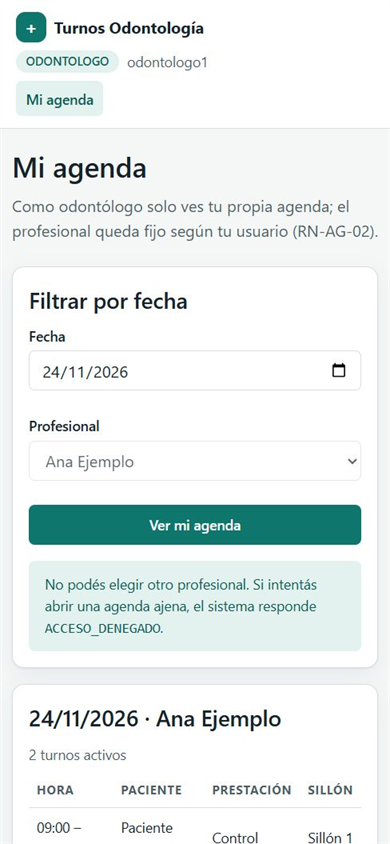 + Turnos Odontología
ODONTOLOGO odontologo1
Mi agenda
Mi agenda
Como odontólogo solo ves tu propia agenda; el
profesional queda fijo según tu usuario (RN-AG-02).
Filtrar por fecha
Fecha
24/11/2026
Profesional
Ana Ejemplo
Ver mi agenda
No podés elegir otro profesional. Si intentás
abrir una agenda ajena, el sistema responde
ACCESO_DENEGADO.
24/11/2026 · Ana Ejemplo
2 turnos activos
HORA PACIENTE PRESTACIÓN SILLÓN
09:00 – Paciente
Control Sillón 1